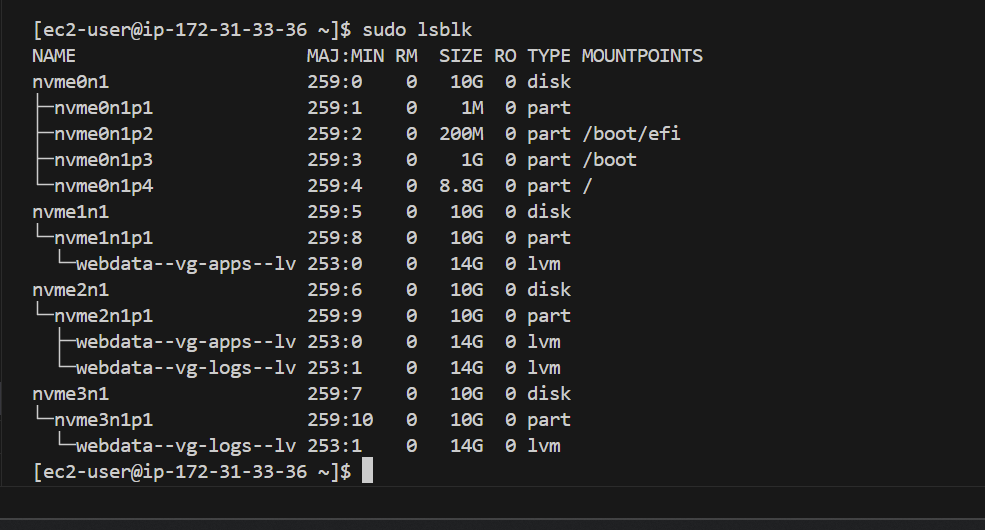 [ec2-user@ip-172-31-33-36 ~]$ sudo lsblk
NAME                     MAJ:MIN RM  SIZE RO TYPE MOUNTPOINTS
nvme0n1                  259:0    0   10G  0 disk
├─nvme0n1p1              259:1    0    1M  0 part
├─nvme0n1p2              259:2    0  200M  0 part /boot/efi
├─nvme0n1p3              259:3    0    1G  0 part /boot
└─nvme0n1p4              259:4    0  8.8G  0 part /
nvme1n1                  259:5    0   10G  0 disk
└─nvme1n1p1              259:8    0   10G  0 part
  └─webdata--vg-apps--lv 253:0    0   14G  0 lvm
nvme2n1                  259:6    0   10G  0 disk
└─nvme2n1p1              259:9    0   10G  0 part
  ├─webdata--vg-apps--lv 253:0    0   14G  0 lvm
  └─webdata--vg-logs--lv 253:1    0   14G  0 lvm
nvme3n1                  259:7    0   10G  0 disk
└─nvme3n1p1              259:10   0   10G  0 part
  └─webdata--vg-logs--lv 253:1    0   14G  0 lvm
[ec2-user@ip-172-31-33-36 ~]$